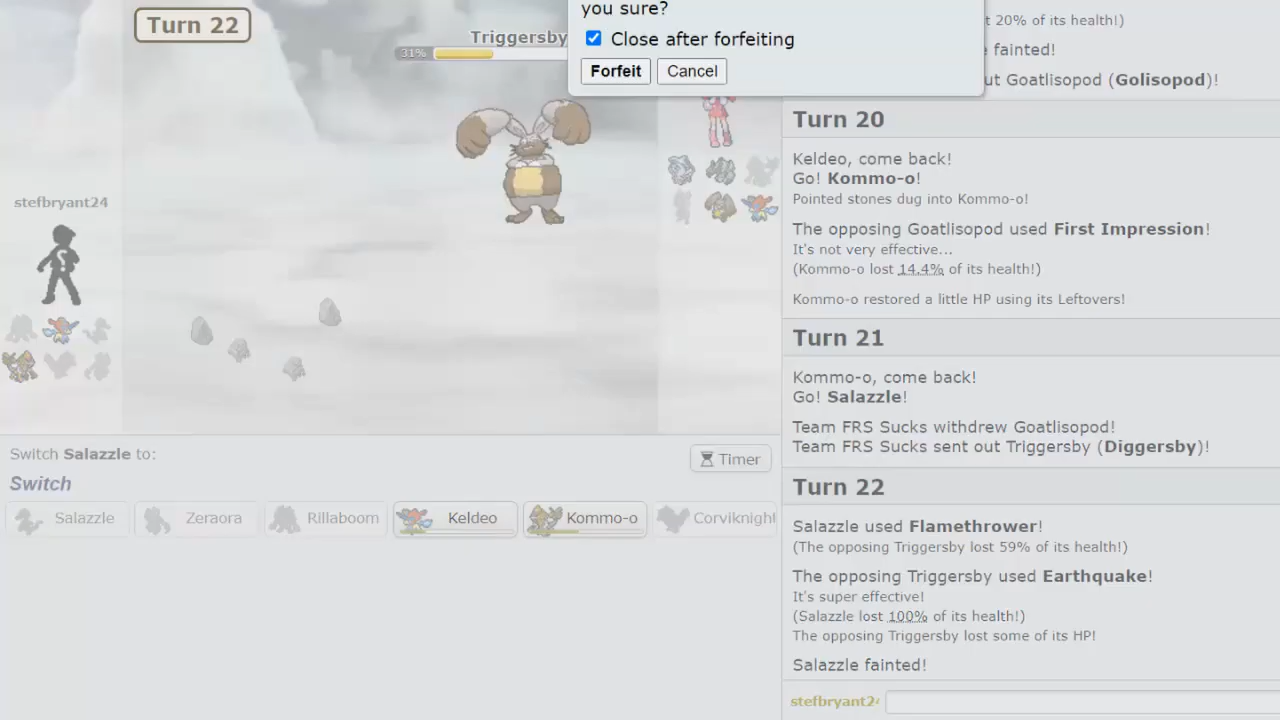 you sure?
Close after forfeiting
Forfeit Cancel
Turn 22
Triggersby
31%
stefbryant24
Switch Salazzle to:
Timer
Switch
Salazzle Zeraora Rillaboom Keldeo Kommo-o Corviknight
t 20% of its health!)
fainted!
Goatlisopod (Golisopod)!
Turn 20
Keldeo, come back!
Go! Kommo-o!
Pointed stones dug into Kommo-o!
The opposing Goatlisopod used First Impression!
It's not very effective...
(Kommo-o lost 14.4% of its health!)
Kommo-o restored a little HP using its Leftovers!
Turn 21
Kommo-o, come back!
Go! Salazzle!
Team FRS Sucks withdrew Goatlisopod!
Team FRS Sucks sent out Triggersby (Diggersby)!
Turn 22
Salazzle used Flamethrower!
(The opposing Triggersby lost 59% of its health!)
The opposing Triggersby used Earthquake!
It's super effective!
(Salazzle lost 100% of its health!)
The opposing Triggersby lost some of its HP!
Salazzle fainted!
stefbryant24